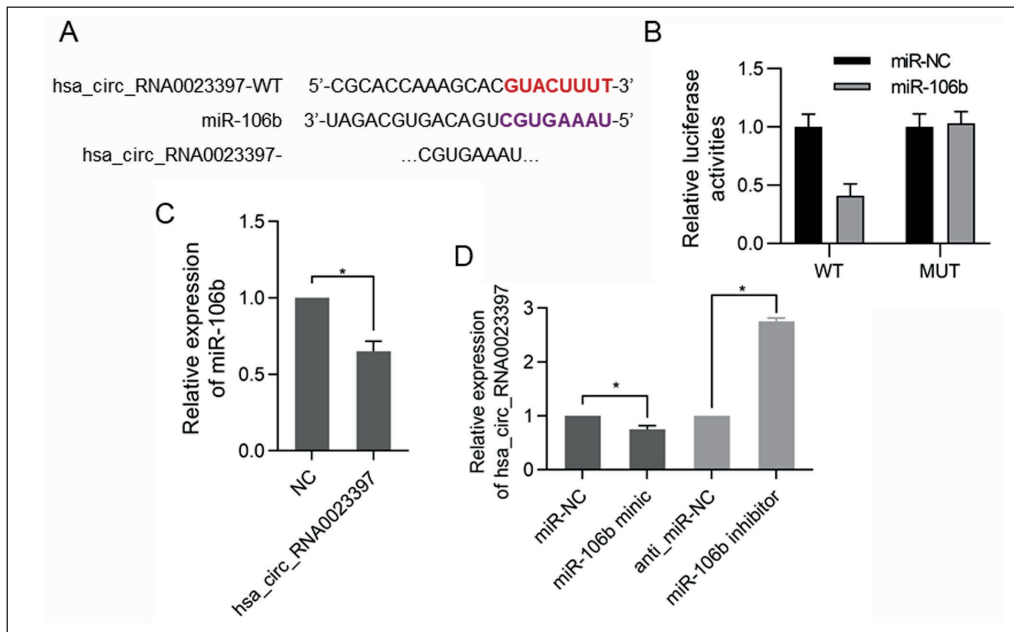 A
hsa_circ_RNA0023397-WT 5’-CGCACCAAAGCACGUACUUUT-3’
miR-106b 3’-UAGACGUGACAGUCGUGAAAU-5’
hsa_circ_RNA0023397- ...CGUGAAAU...
B
miR-NC
miR-106b
Relative luciferase
activities
1.5
1.0
0.5
0.0
WT MUT
C
Relative expression
of miR-106b
1.5
1.0
0.5
0.0
*
NC
hsa_circ_RNA0023397
D
Relative expression
of hsa_circ_RNA0023397
3
2
1
0
*
*
miR-NC
miR-106b minic
anti_miR-NC
miR-106b inhibitor